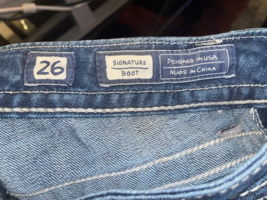 26
SIGNATURE
BOOT
DESIGNED IN USA
MADE IN CHINA